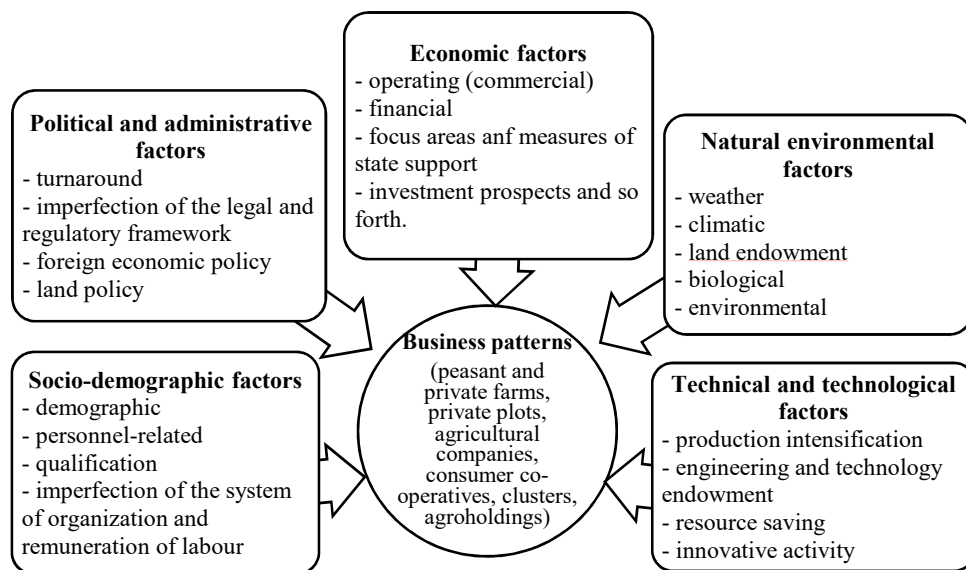 Economic factors
- operating (commercial)
- financial
- focus areas anf measures of
state support
- investment prospects and so
forth.
Political and administrative
factors
- turnaround
- imperfection of the legal and
regulatory framework
- foreign economic policy
- land policy
Natural environmental
factors
- weather
- climatic
- land endowment
- biological
- environmental
Business patterns
(peasant and
private farms,
private plots,
agricultural
companies,
consumer co-
operatives, clusters,
agroholdings)
Socio-demographic factors
- demographic
- personnel-related
- qualification
- imperfection of the system
of organization and
remuneration of labour
Technical and technological
factors
- production intensification
- engineering and technology
endowment
- resource saving
- innovative activity